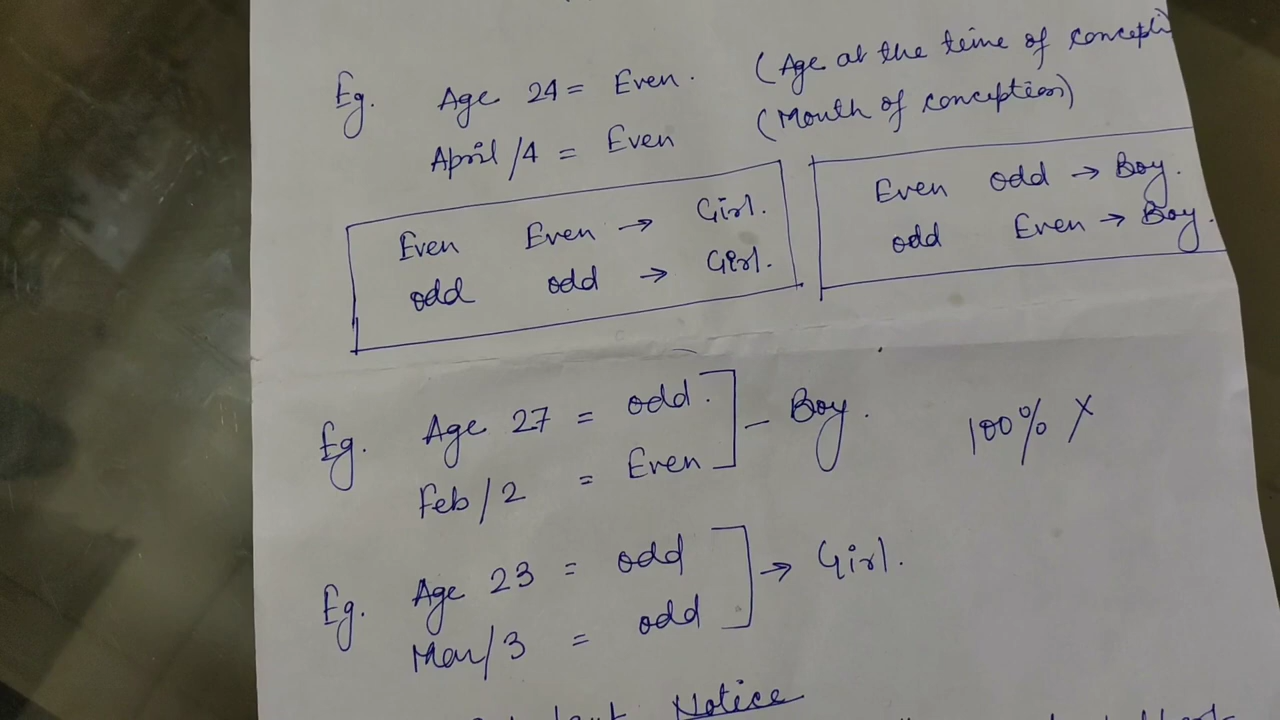 Eg. Age 24 = Even. (Age at the time of concepti
April/4 = Even (Month of conception)
Even Even → Girl.
odd odd → Girl.
Even odd → Boy.
odd Even → Boy.
Eg. Age 27 = odd.
Feb/2 = Even
- Boy.
100% X
Eg. Age 23 = odd
Mar/3 = odd
→ Girl.
Notice